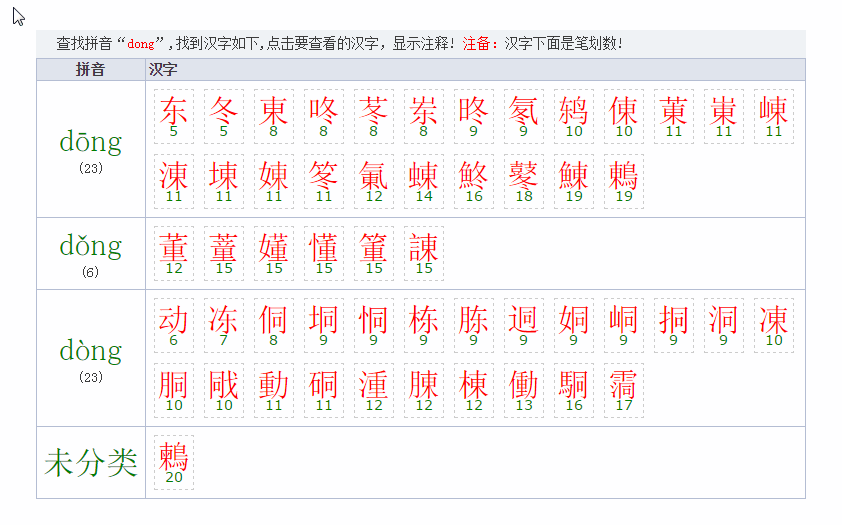 查找拼音“dong”,找到汉字如下,点击要查看的汉字，显示注释! 注备：汉字下面是笔划数!
拼音 汉字
dōng
(23)
东 冬 東 咚 苳 岽 昸 氡 鸫 倲 菄 崬 崠
5 5 8 8 8 8 9 9 10 10 11 11 11
涷 埬 娻 笗 氭 蝀 鮗 鼕 鯟 鶇
11 11 11 11 12 14 16 18 19 19
dǒng
(6)
董 蕫 嬞 懂 箽 諌
12 15 15 15 15 15
dòng
(23)
动 冻 侗 垌 恫 栋 胨 迵 姛 峒 挏 洞 凍
6 7 8 9 9 9 9 9 9 9 9 9 10
胴 戙 動 硐 湩 腖 棟 働 駧 霘
10 10 11 11 12 12 12 13 16 17
未分类
鶫
20